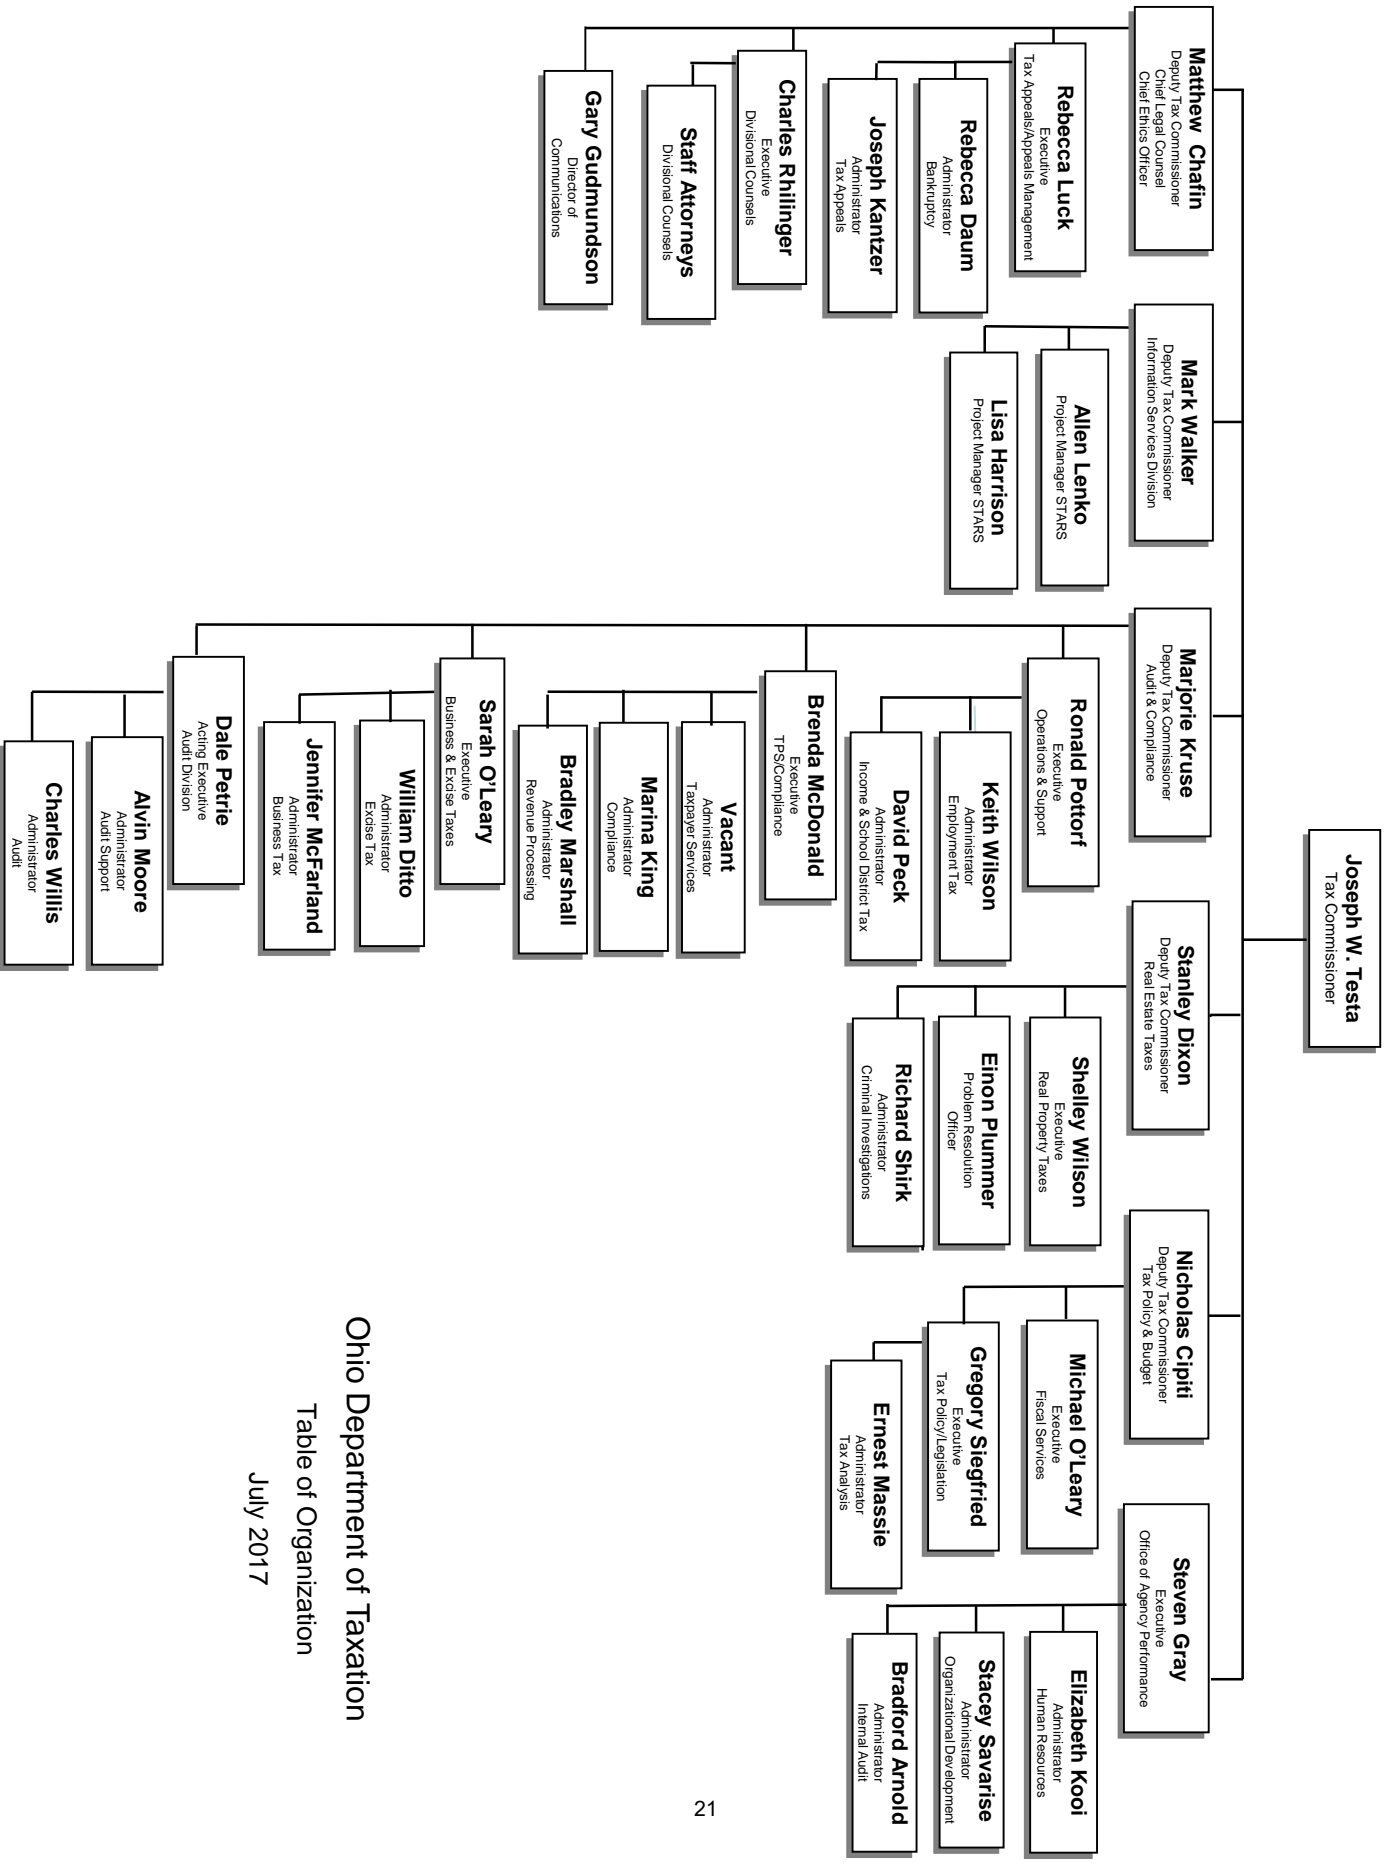 Joseph W. Testa
Tax Commissioner
Matthew Chafin
Deputy Tax Commissioner
Chief Legal Counsel
Chief Ethics Officer
Rebecca Luck
Executive
Tax Appeals/Appeals Management
Rebecca Daum
Administrator
Bankruptcy
Joseph Kantzer
Administrator
Tax Appeals
Charles Rhilinger
Executive
Divisional Counsels
Staff Attorneys
Divisional Counsels
Gary Gudmundson
Director of
Communications
Mark Walker
Deputy Tax Commissioner
Information Services Division
Allen Lenko
Project Manager STARS
Lisa Harrison
Project Manager STARS
Marjorie Kruse
Deputy Tax Commissioner
Audit & Compliance
Ronald Pottorf
Executive
Operations & Support
Keith Wilson
Administrator
Employment Tax
David Peck
Administrator
Income & School District Tax
Brenda McDonald
Executive
TPS/Compliance
Vacant
Administrator
Taxpayer Services
Marina King
Administrator
Compliance
Bradley Marshall
Administrator
Revenue Processing
Sarah O’Leary
Executive
Business & Excise Taxes
William Ditto
Administrator
Excise Tax
Jennifer McFarland
Administrator
Business Tax
Dale Petrie
Acting Executive
Audit Division
Alvin Moore
Administrator
Audit Support
Charles Willis
Administrator
Audit
Stanley Dixon
Deputy Tax Commissioner
Real Estate Taxes
Shelley Wilson
Executive
Real Property Taxes
Einon Plummer
Problem Resolution
Officer
Richard Shirk
Administrator
Criminal Investigations
Nicholas Cipiti
Deputy Tax Commissioner
Tax Policy & Budget
Michael O’Leary
Executive
Fiscal Services
Gregory Siegfried
Executive
Tax Policy/Legislation
Ernest Massie
Administrator
Tax Analysis
Steven Gray
Executive
Office of Agency Performance
Elizabeth Kooi
Administrator
Human Resources
Stacey Savarise
Administrator
Organizational Development
Bradford Arnold
Administrator
Internal Audit
Ohio Department of Taxation
Table of Organization
July 2017
21